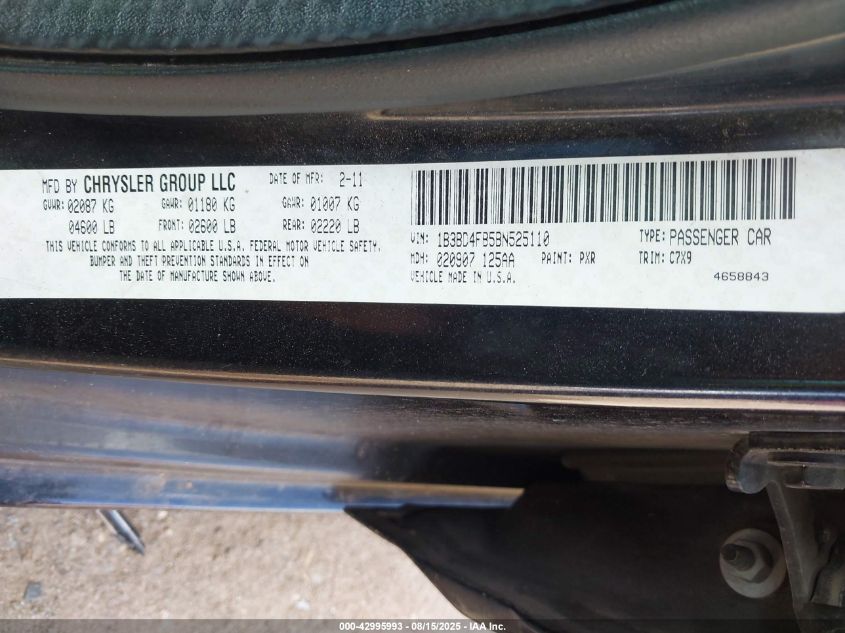 MFD BY CHRYSLER GROUP LLC DATE OF MFR: 2-11
GVWR: 02087 KG GAWR: 01180 KG GAWR: 01007 KG
04600 LB FRONT: 02600 LB REAR: 02220 LB
THIS VEHICLE CONFORMS TO ALL APPLICABLE U.S.A. FEDERAL MOTOR VEHICLE SAFETY,
BUMPER AND THEFT PREVENTION STANDARDS IN EFFECT ON
THE DATE OF MANUFACTURE SHOWN ABOVE.
VIN: 1B3BD4FB5BN525110 TYPE: PASSENGER CAR
MDH: 020907 125AA PAINT: PXR TRIM: C7X9
VEHICLE MADE IN U.S.A. 4658843
000-42995993 - 08/15/2025 - IAA Inc.